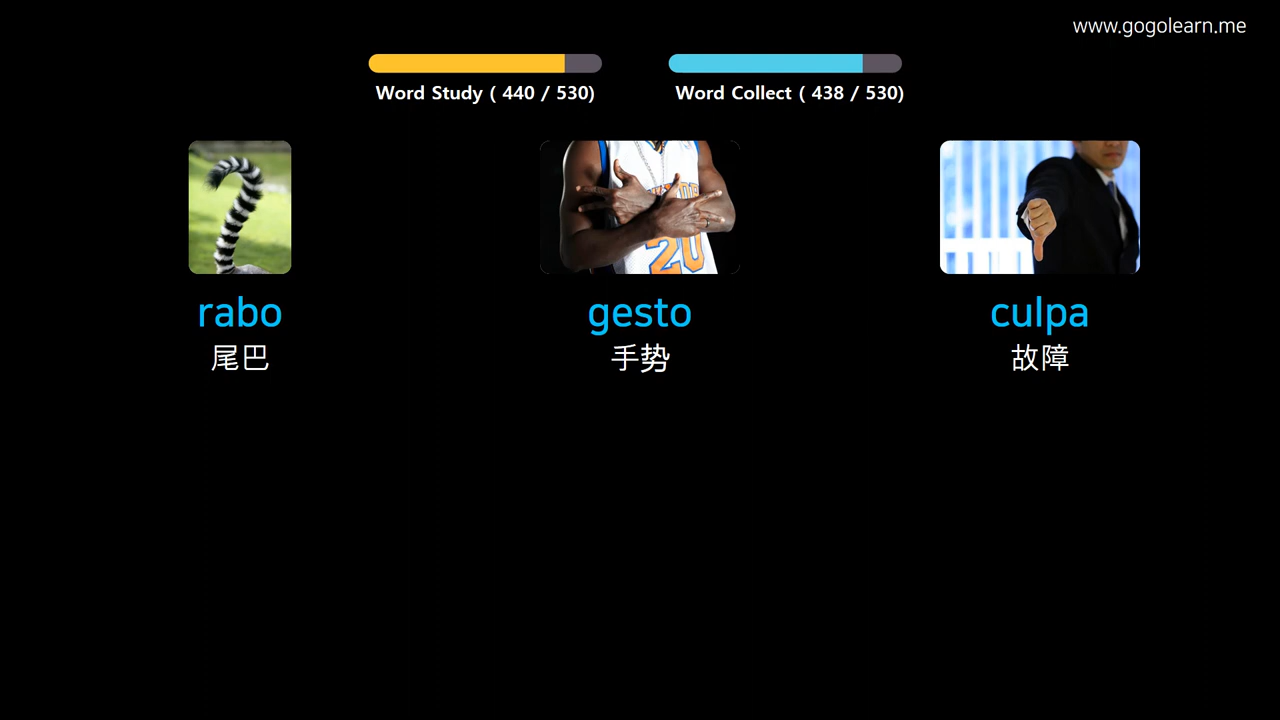 www.gogolearn.me
Word Study ( 440 / 530)
Word Collect ( 438 / 530)
20
rabo
gesto
culpa
尾巴
手势
故障